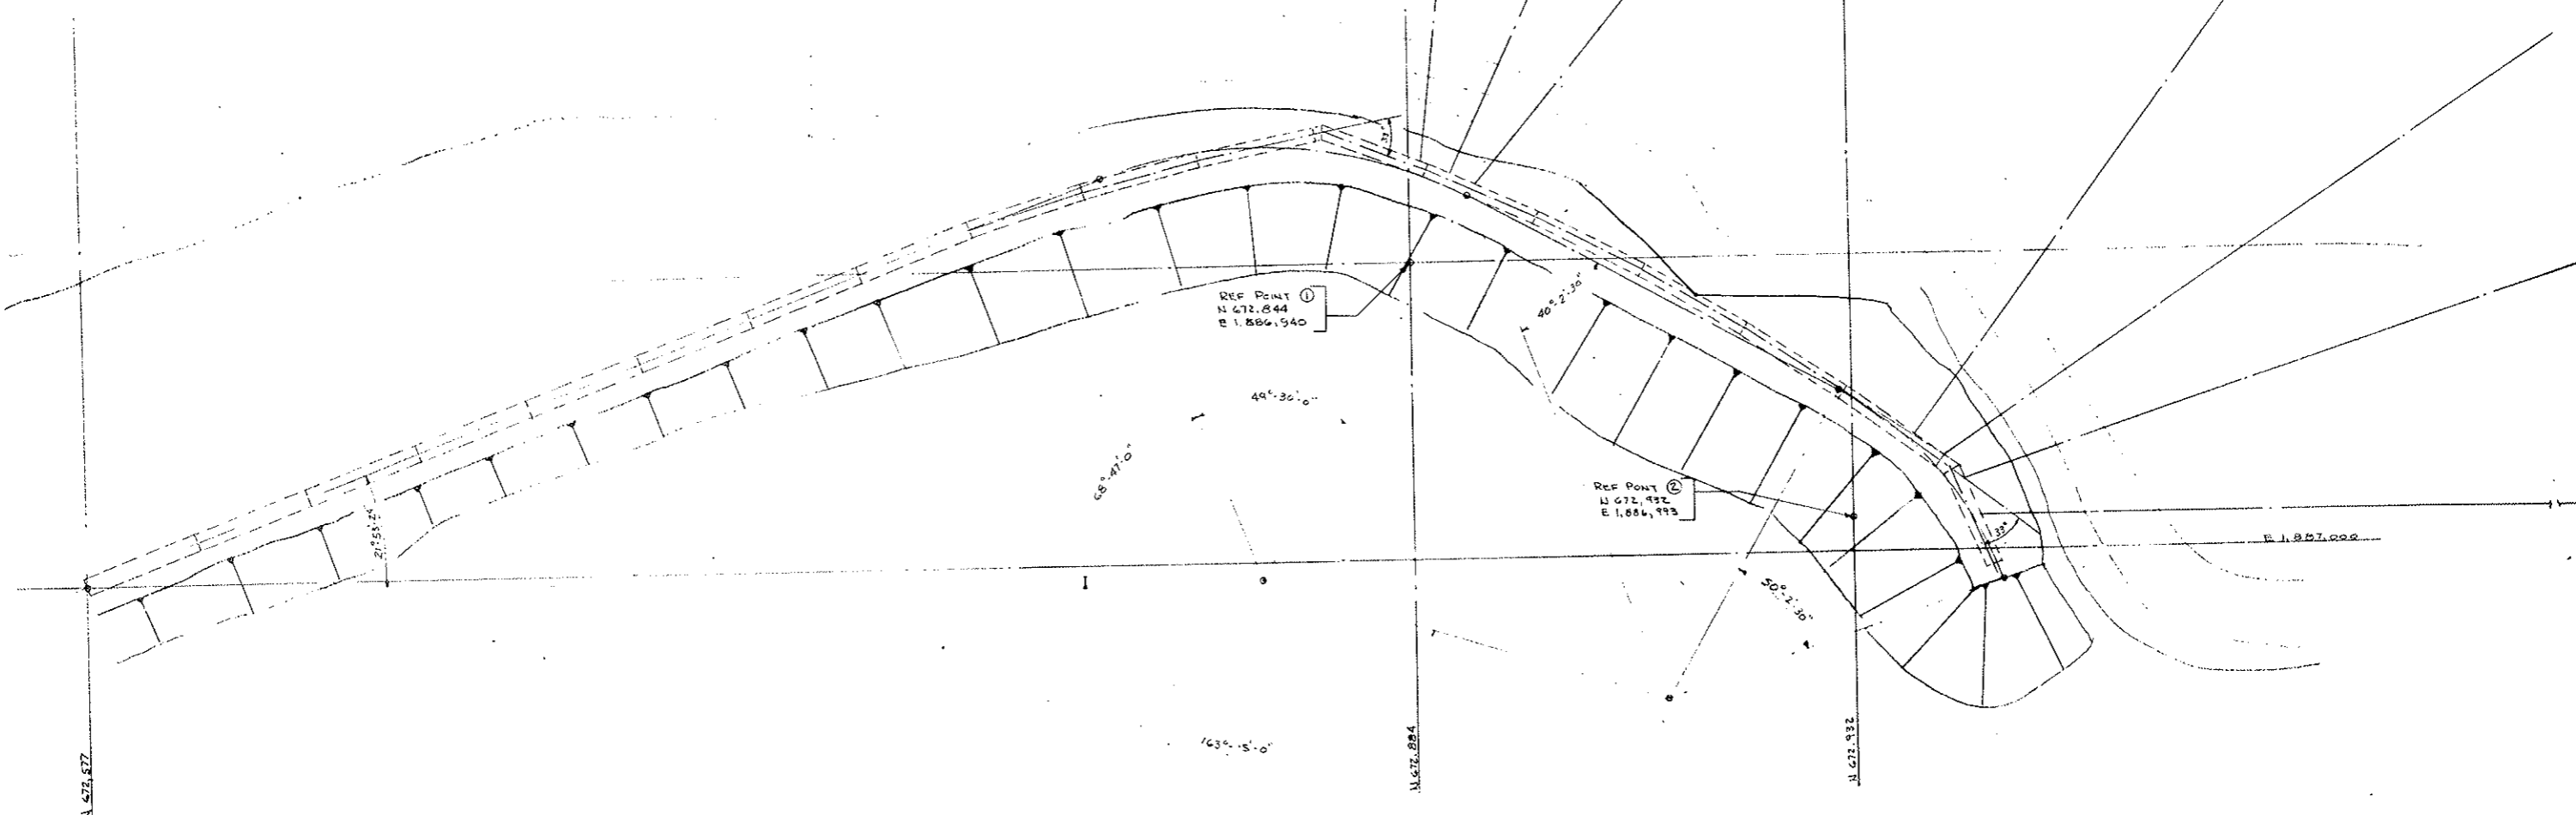 33°
REF POINT ①
N 672,844
E 1,886,940
40°-2'-30"
49°-30'-0"
68°-47'-0"
REF PONT ②
N 672,932
E 1,886,993
21°-53'-24"
33°
E 1,887,000
50°-2'-30"
163°-5'-0"
N 672,577
N 672,884
N 672,932